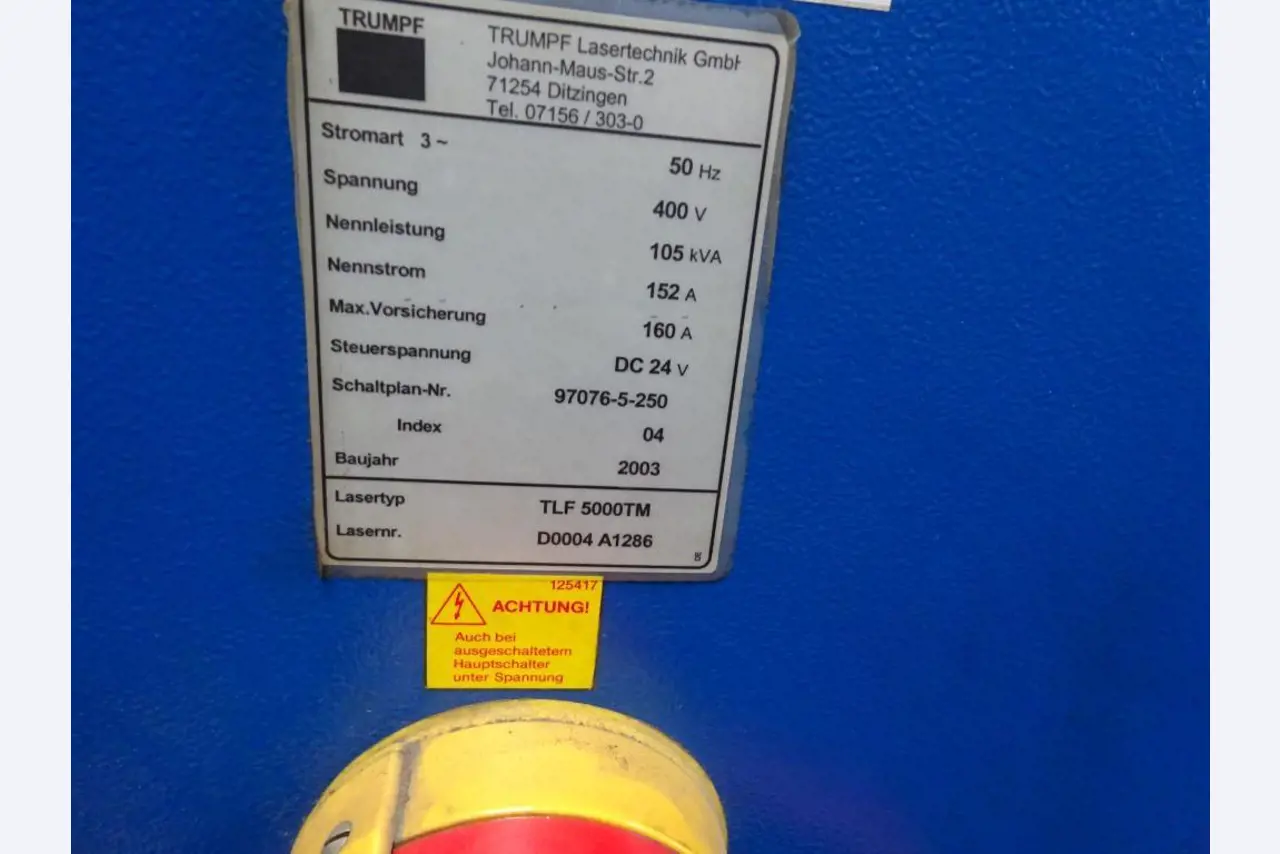 TRUMPF
TRUMPF Lasertechnik GmbH
Johann-Maus-Str.2
71254 Ditzingen
Tel. 07156 / 303-0
Stromart 3 ~ 50 Hz
Spannung 400 V
Nennleistung 105 kVA
Nennstrom 152 A
Max.Vorsicherung 160 A
Steuerspannung DC 24 V
Schaltplan-Nr. 97076-5-250
Index 04
Baujahr 2003
Lasertyp TLF 5000TM
Lasernr. D0004 A1286
125417
ACHTUNG!
Auch bei
ausgeschaltetem
Hauptschalter
unter Spannung